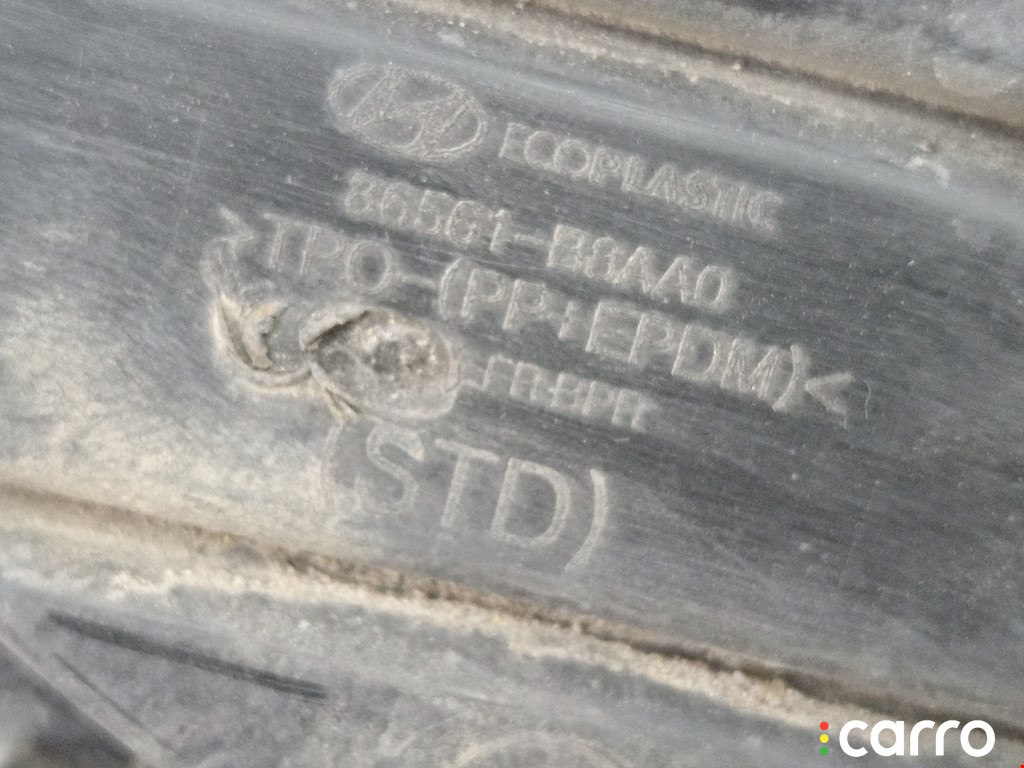 ECOPLASTIC
86561-B8AA0
>TPO-(PP+EPDM)<
FR-BPR
(STD)
carro